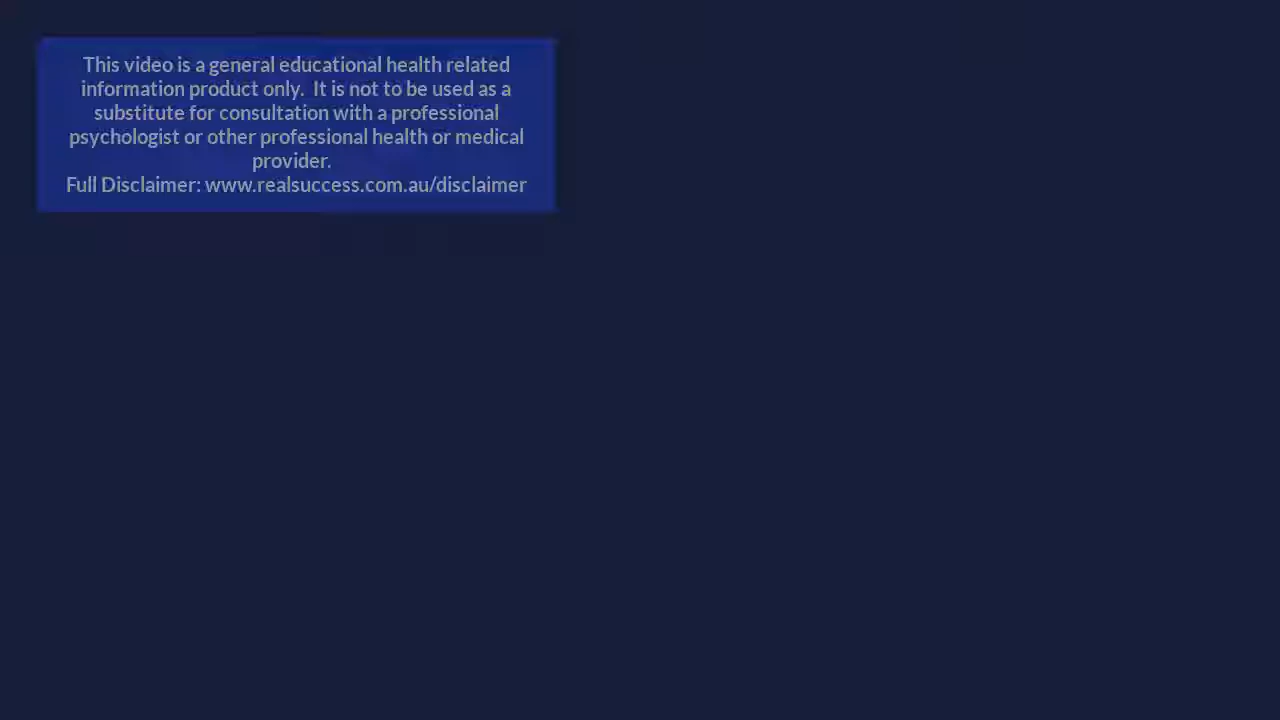 This video is a general educational health related
information product only.  It is not to be used as a
substitute for consultation with a professional
psychologist or other professional health or medical
provider.
Full Disclaimer: www.realsuccess.com.au/disclaimer